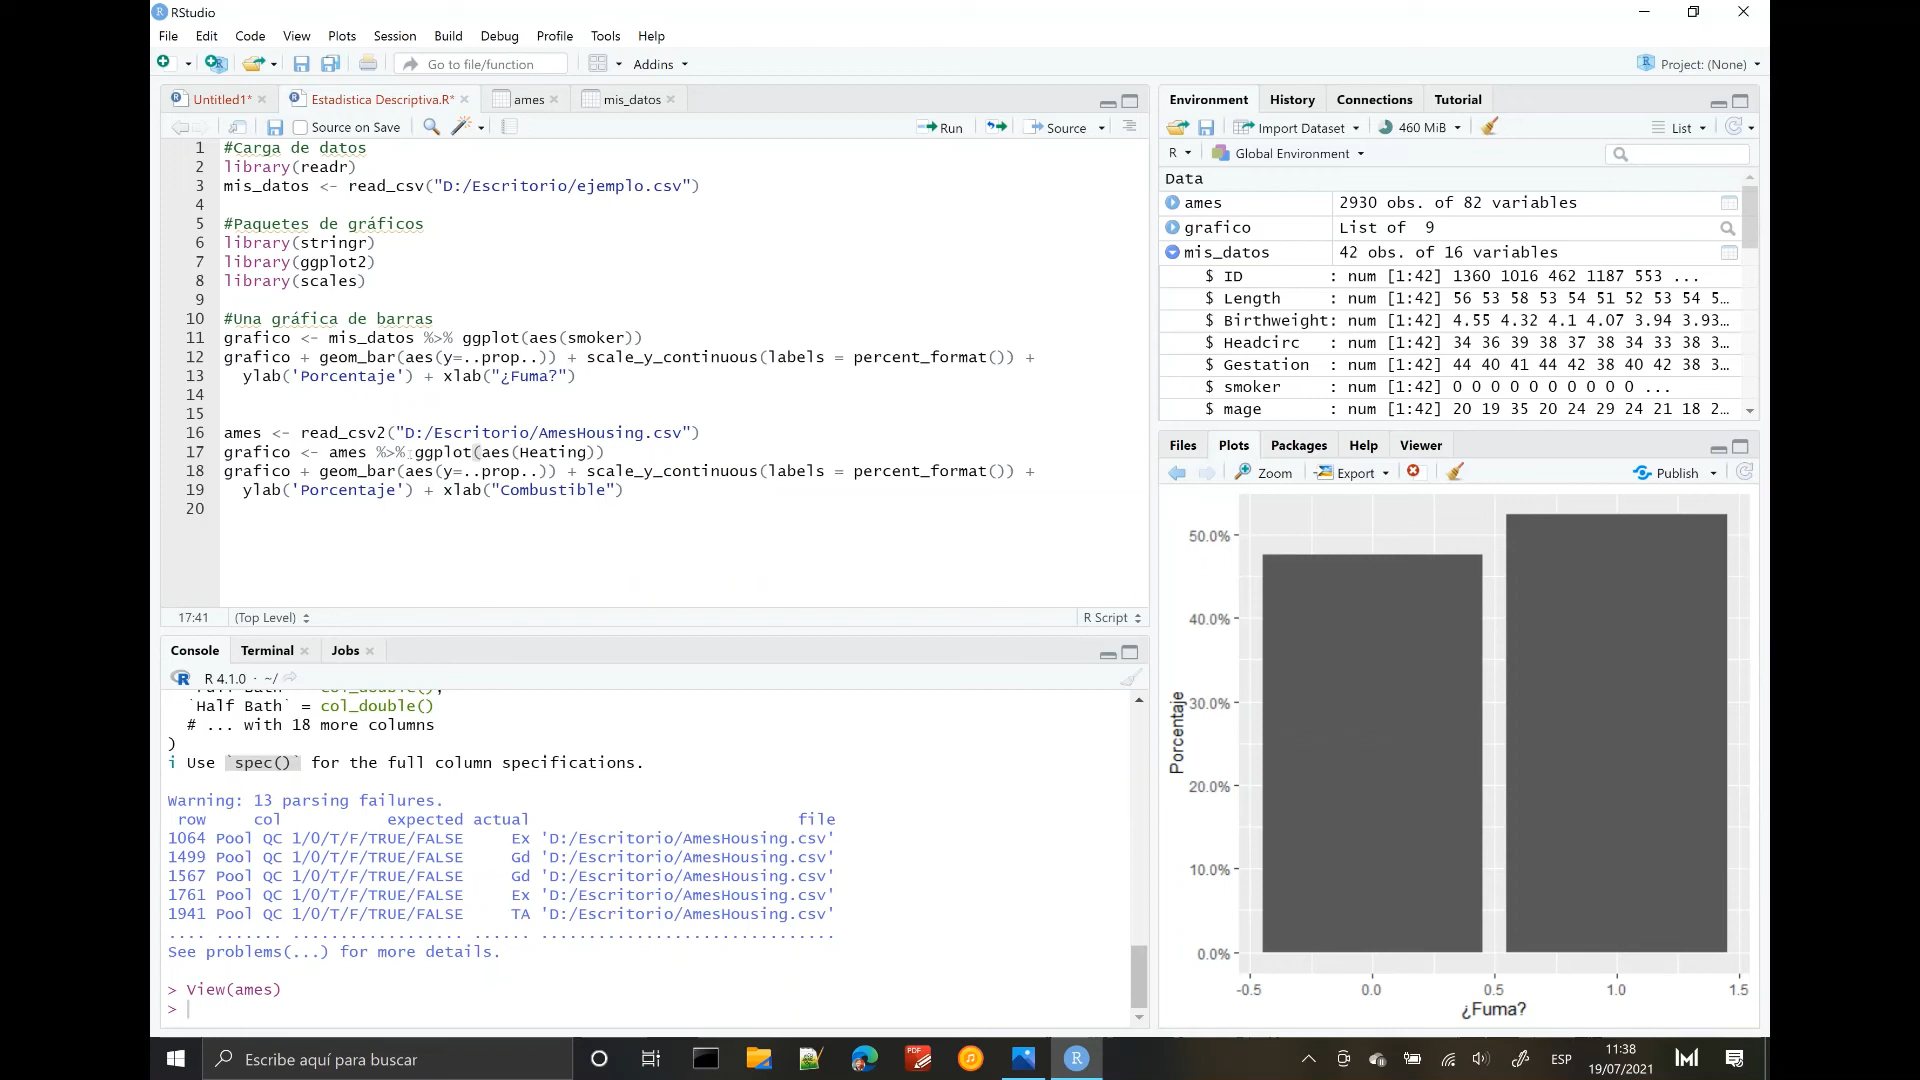 RStudio
File Edit Code View Plots Session Build Debug Profile Tools Help
Go to file/function Addins Project: (None)
Untitled1* Estadistica Descriptiva.R* ames mis_datos
Source on Save Run Source
1 #Carga de datos
2 library(readr)
3 mis_datos <- read_csv("D:/Escritorio/ejemplo.csv")
4
5 #Paquetes de gráficos
6 library(stringr)
7 library(ggplot2)
8 library(scales)
9
10 #Una gráfica de barras
11 grafico <- mis_datos %>% ggplot(aes(smoker))
12 grafico + geom_bar(aes(y=..prop..)) + scale_y_continuous(labels = percent_format()) +
13 ylab('Porcentaje') + xlab("¿Fuma?")
14
15
16 ames <- read_csv2("D:/Escritorio/AmesHousing.csv")
17 grafico <- ames %>% ggplot(aes(Heating))
18 grafico + geom_bar(aes(y=..prop..)) + scale_y_continuous(labels = percent_format()) +
19 ylab('Porcentaje') + xlab("Combustible")
20
17:41 (Top Level) R Script
Console Terminal Jobs
R 4.1.0 · ~/
`Half Bath` = col_double()
# ... with 18 more columns
)
i Use `spec()` for the full column specifications.
Warning: 13 parsing failures.
row col expected actual file
1064 Pool QC 1/0/T/F/TRUE/FALSE Ex 'D:/Escritorio/AmesHousing.csv'
1499 Pool QC 1/0/T/F/TRUE/FALSE Gd 'D:/Escritorio/AmesHousing.csv'
1567 Pool QC 1/0/T/F/TRUE/FALSE Gd 'D:/Escritorio/AmesHousing.csv'
1761 Pool QC 1/0/T/F/TRUE/FALSE Ex 'D:/Escritorio/AmesHousing.csv'
1941 Pool QC 1/0/T/F/TRUE/FALSE TA 'D:/Escritorio/AmesHousing.csv'
.... ....... .................. ...... ..............................
See problems(...) for more details.
> View(ames)
>
Environment History Connections Tutorial
Import Dataset 460 MiB List
R Global Environment
Data
ames 2930 obs. of 82 variables
grafico List of 9
mis_datos 42 obs. of 16 variables
$ ID : num [1:42] 1360 1016 462 1187 553 ...
$ Length : num [1:42] 56 53 58 53 54 51 52 53 54 5…
$ Birthweight: num [1:42] 4.55 4.32 4.1 4.07 3.94 3.93…
$ Headcirc : num [1:42] 34 36 39 38 37 38 34 33 38 3…
$ Gestation : num [1:42] 44 40 41 44 42 38 40 42 38 3…
$ smoker : num [1:42] 0 0 0 0 0 0 0 0 0 0 ...
$ mage : num [1:42] 20 19 35 20 24 29 24 21 18 2…
Files Plots Packages Help Viewer
Zoom Export Publish
50.0%
40.0%
30.0%
20.0%
10.0%
0.0%
Porcentaje
-0.5 0.0 0.5 1.0 1.5
¿Fuma?
Escribe aquí para buscar
PDF
ESP
11:38
19/07/2021